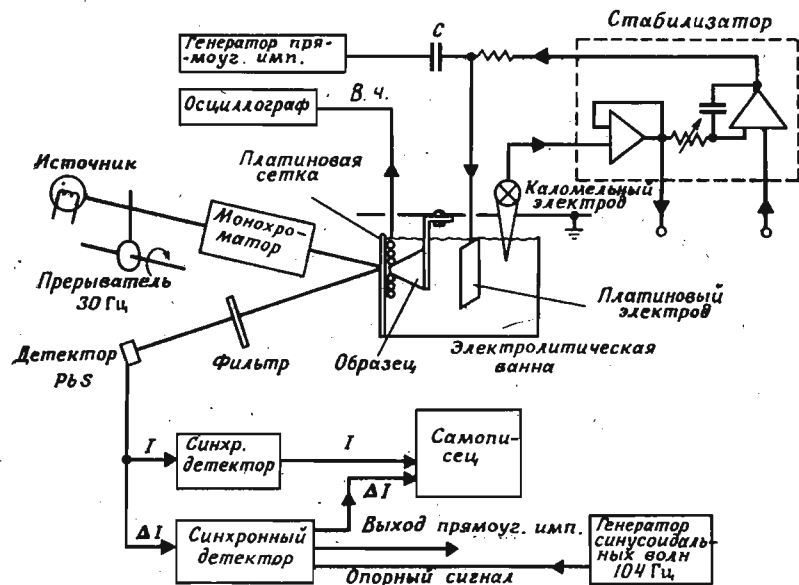 Стабилизатор
Генератор пря-
-моуг. имп.
C
Осциллограф
В. ч.
Источник
Платиновая
сетка
Каломельный
электрод
Монохро-
матор
Прерыватель
30 Гц
Платиновый
электрод
Детектор
PbS
Фильтр
Образец
Электролитическая
ванна
I
Синхр.
детектор
I
Самопи-
сец
ΔI
ΔI
Синхронный
детектор
Выход прямоуг. имп.
Опорный сигнал
Генератор
синусоидаль-
ных волн
104 Гц